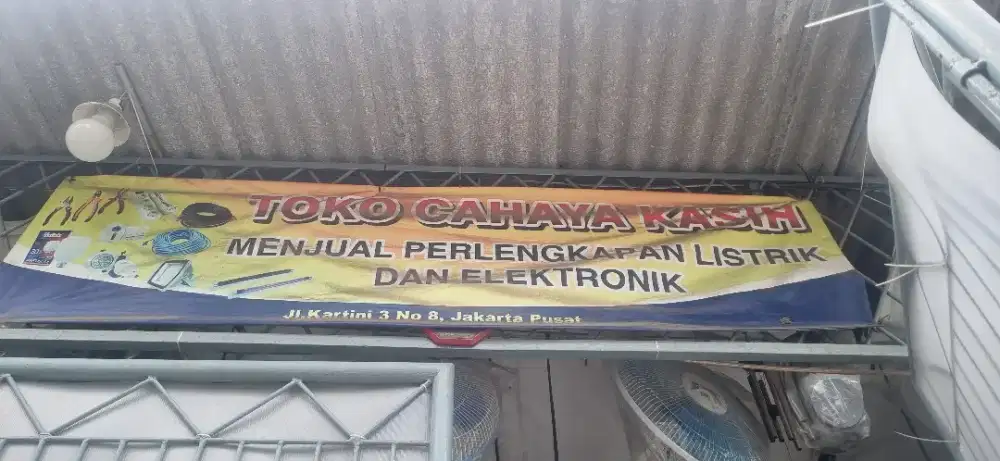 TOKO CAHAYA KASIH
MENJUAL PERLENGKAPAN LISTRIK
DAN ELEKTRONIK
Jl.Kartini 3 No 8, Jakarta Pusat